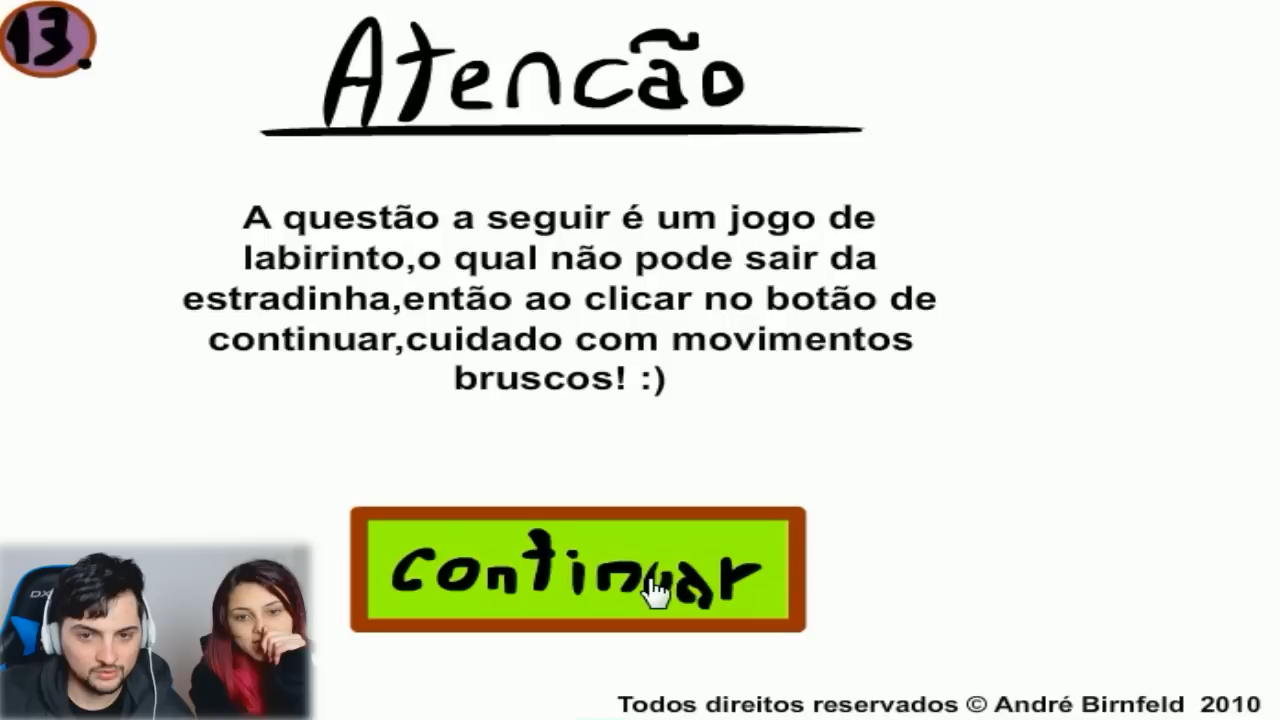 13.
Atencão
A questão a seguir é um jogo de
labirinto,o qual não pode sair da
estradinha,então ao clicar no botão de
continuar,cuidado com movimentos
bruscos! :)
continuar
DX
Todos direitos reservados © André Birnfeld 2010